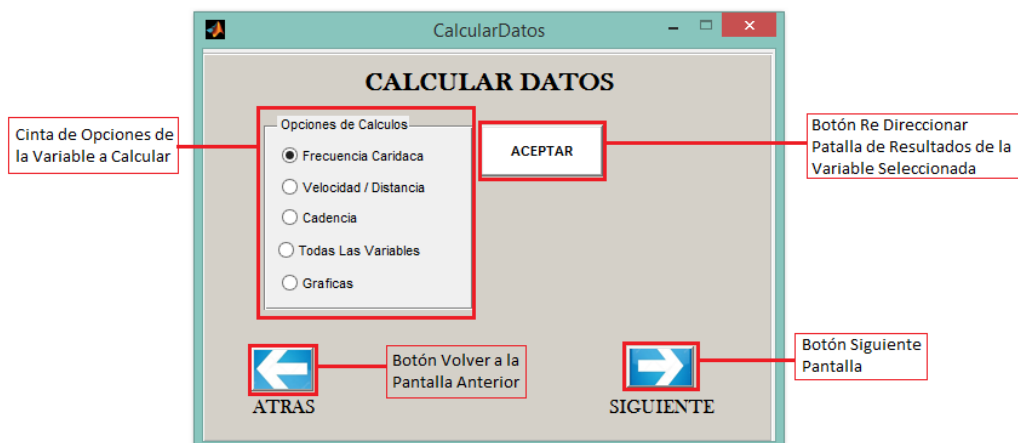 CalcularDatos
CALCULAR DATOS
Cinta de Opciones de
la Variable a Calcular
Opciones de Calculos
Frecuencia Caridaca
Velocidad / Distancia
Cadencia
Todas Las Variables
Graficas
ACEPTAR
Botón Re Direccionar
Patalla de Resultados de la
Variable Seleccionada
ATRAS
Botón Volver a la
Pantalla Anterior
SIGUIENTE
Botón Siguiente
Pantalla